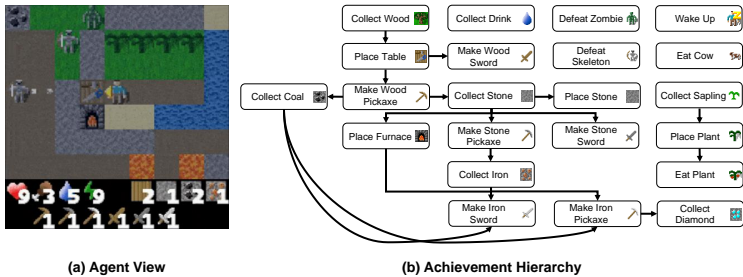 Collect Wood
Collect Drink
Defeat Zombie
Wake Up
Place Table
Make Wood
Sword
Defeat
Skeleton
Eat Cow
Collect Coal
Make Wood
Pickaxe
Collect Stone
Place Stone
Collect Sapling
Place Furnace
Make Stone
Pickaxe
Make Stone
Sword
Place Plant
Collect Iron
Eat Plant
Make Iron
Sword
Make Iron
Pickaxe
Collect
Diamond
9 3 5 9 2 1 2 1
1 1 1 1 1 1
(a) Agent View
(b) Achievement Hierarchy